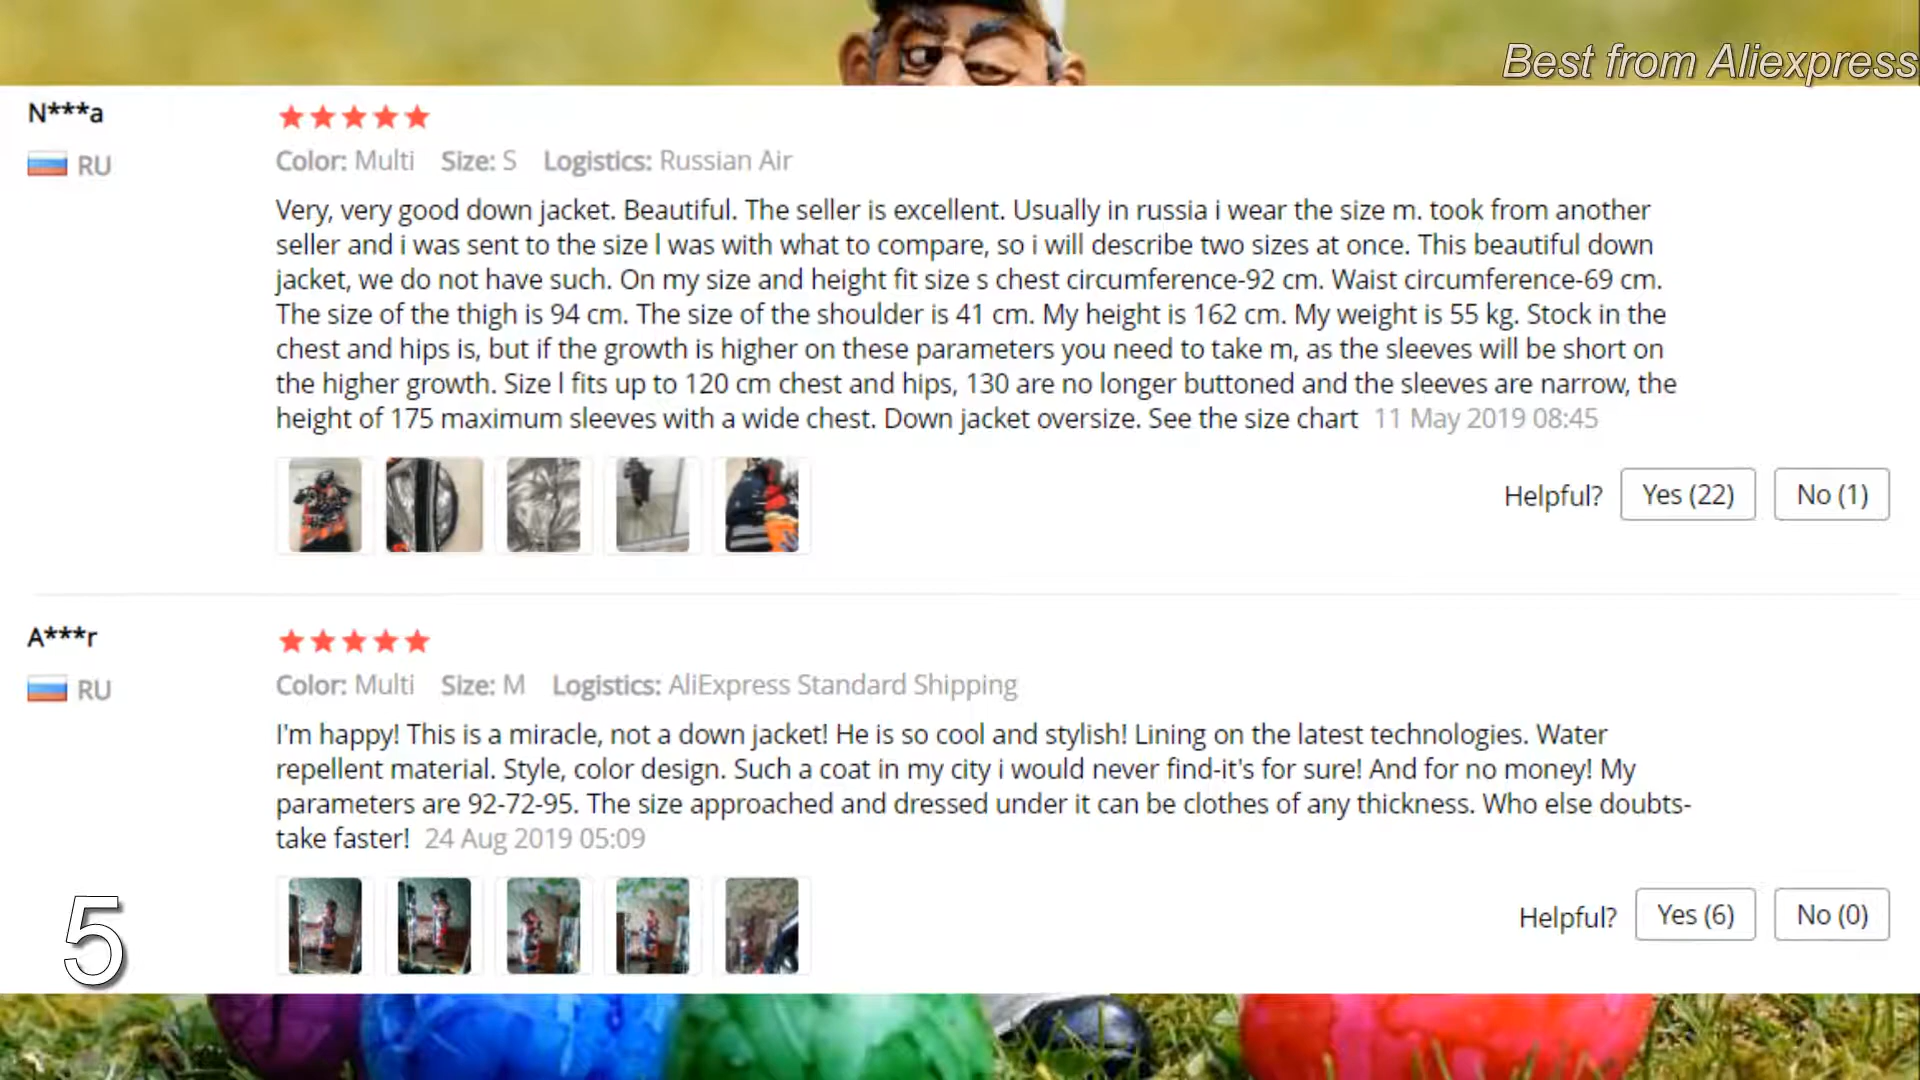 Best from Aliexpress
N***a
RU
Color: Multi Size: S Logistics: Russian Air
Very, very good down jacket. Beautiful. The seller is excellent. Usually in russia i wear the size m. took from another
seller and i was sent to the size l was with what to compare, so i will describe two sizes at once. This beautiful down
jacket, we do not have such. On my size and height fit size s chest circumference-92 cm. Waist circumference-69 cm.
The size of the thigh is 94 cm. The size of the shoulder is 41 cm. My height is 162 cm. My weight is 55 kg. Stock in the
chest and hips is, but if the growth is higher on these parameters you need to take m, as the sleeves will be short on
the higher growth. Size l fits up to 120 cm chest and hips, 130 are no longer buttoned and the sleeves are narrow, the
height of 175 maximum sleeves with a wide chest. Down jacket oversize. See the size chart 11 May 2019 08:45
Helpful? Yes (22) No (1)
A***r
RU
Color: Multi Size: M Logistics: AliExpress Standard Shipping
I'm happy! This is a miracle, not a down jacket! He is so cool and stylish! Lining on the latest technologies. Water
repellent material. Style, color design. Such a coat in my city i would never find-it's for sure! And for no money! My
parameters are 92-72-95. The size approached and dressed under it can be clothes of any thickness. Who else doubts-
take faster! 24 Aug 2019 05:09
Helpful? Yes (6) No (0)
5